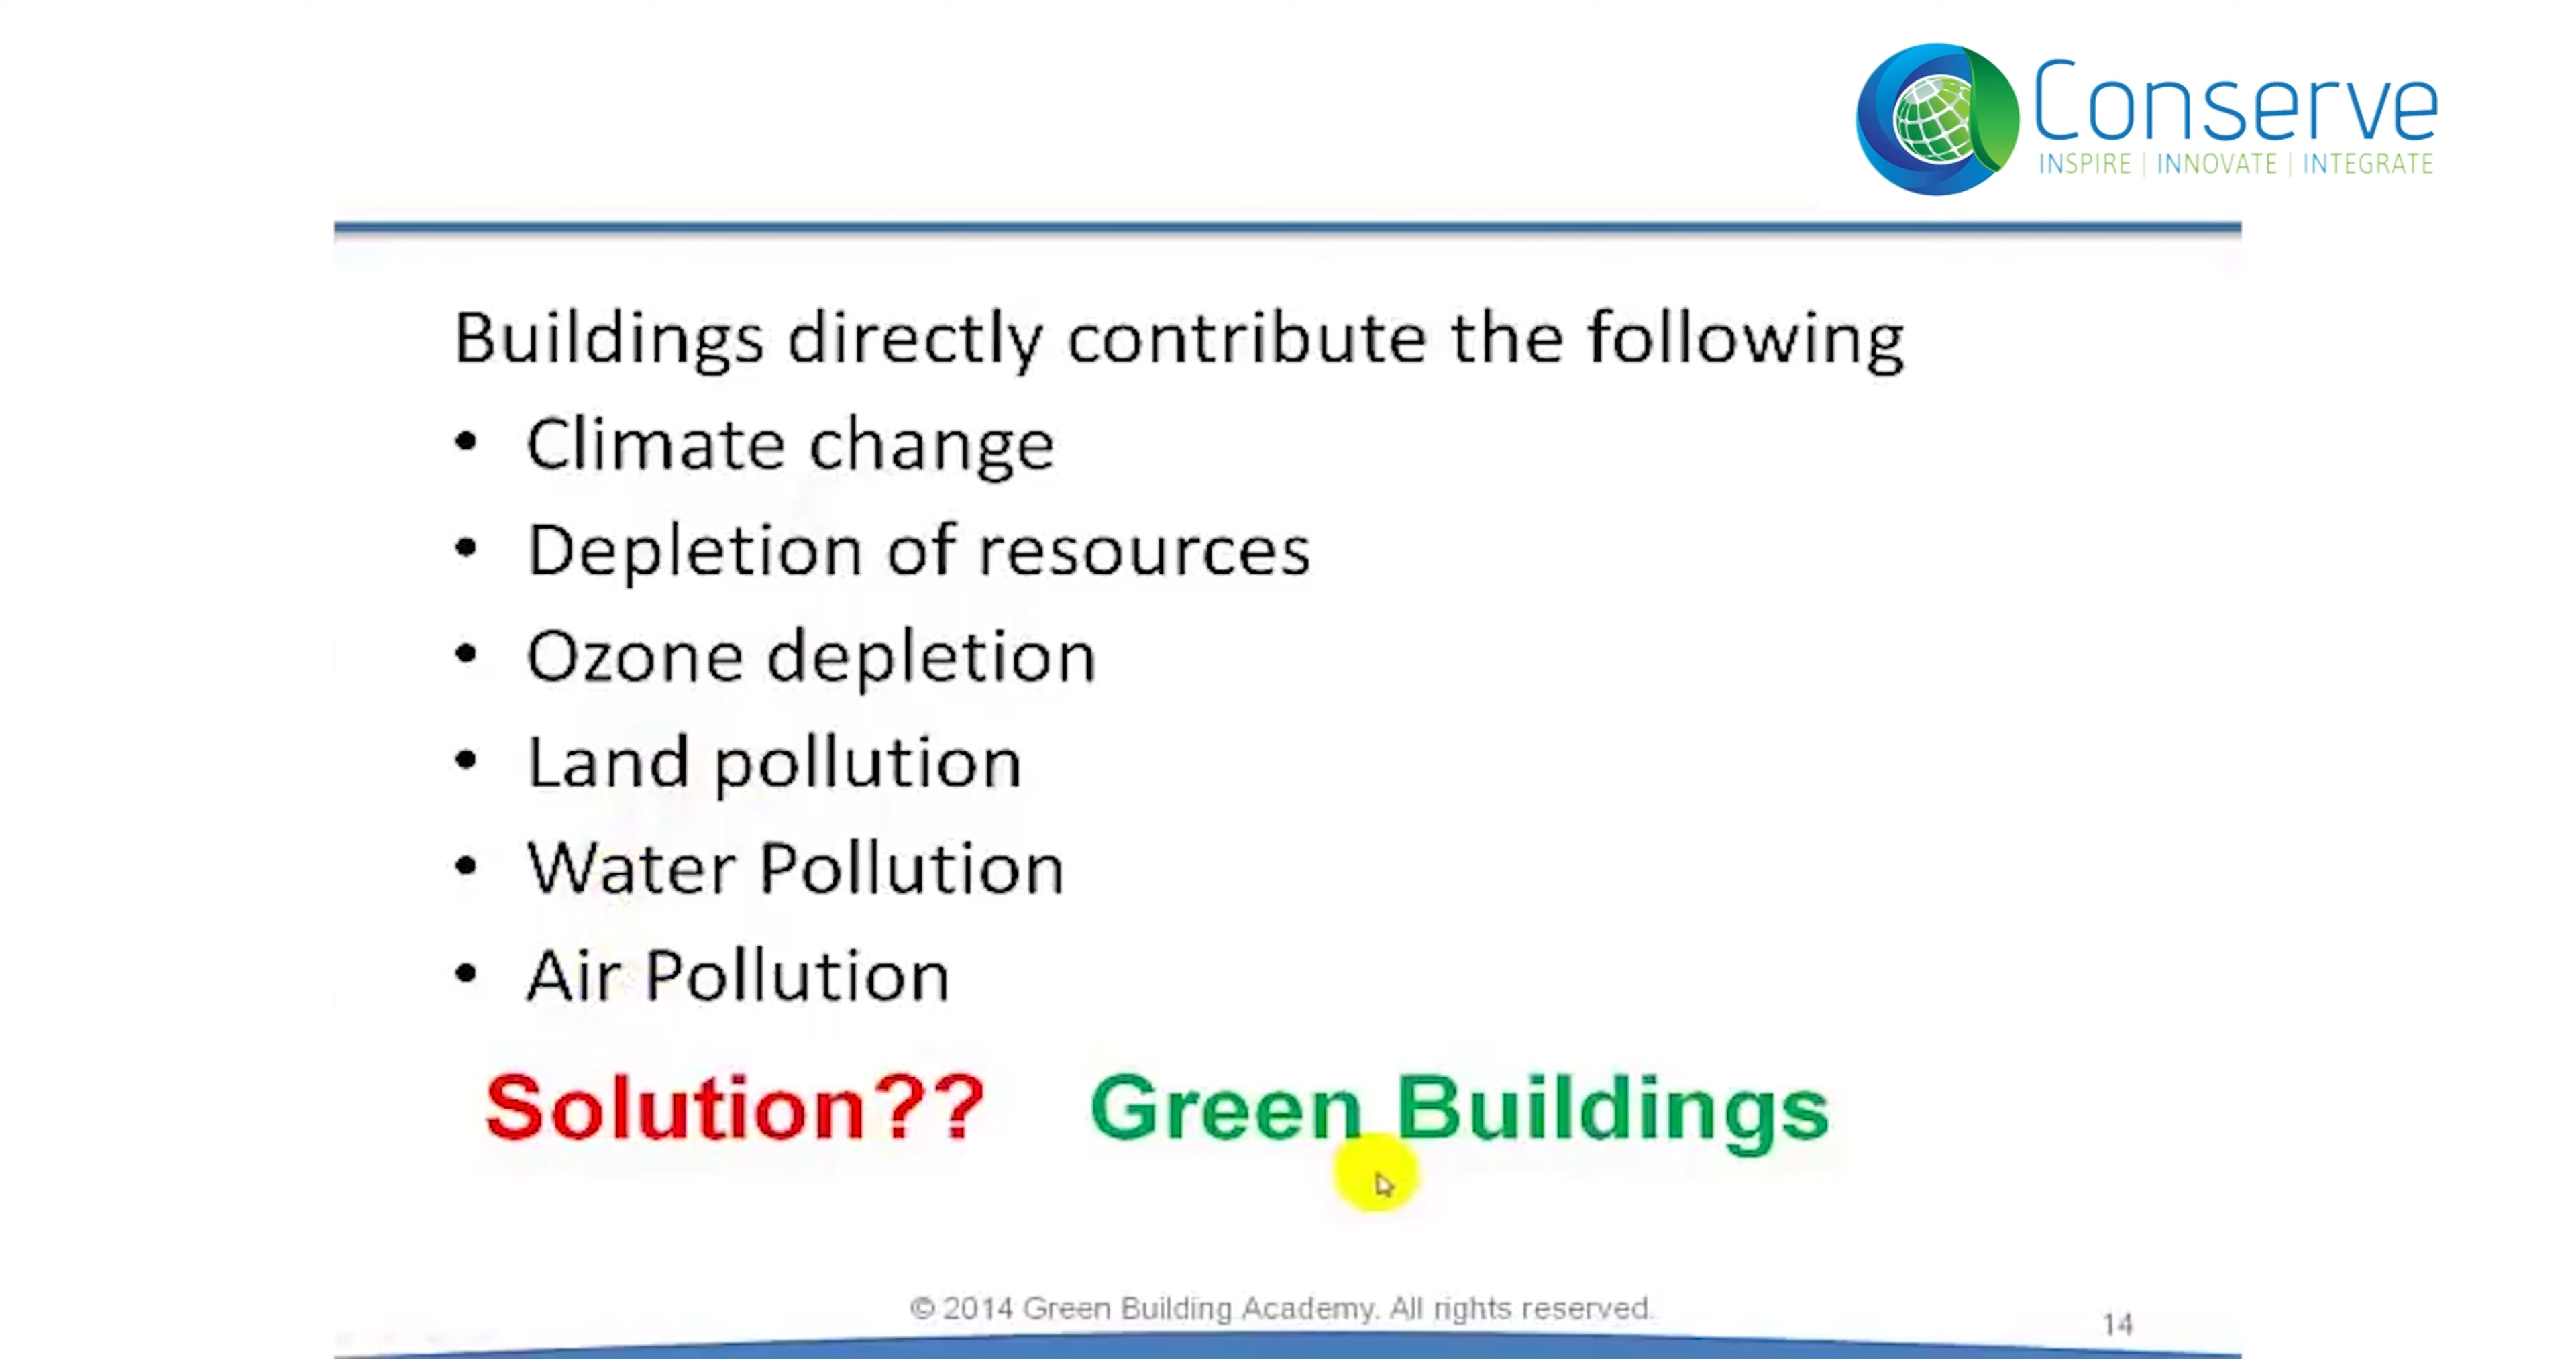 Conserve
INSPIRE | INNOVATE | INTEGRATE
Buildings directly contribute the following
• Climate change
• Depletion of resources
• Ozone depletion
• Land pollution
• Water Pollution
• Air Pollution
Solution?? Green Buildings
© 2014 Green Building Academy. All rights reserved.
14